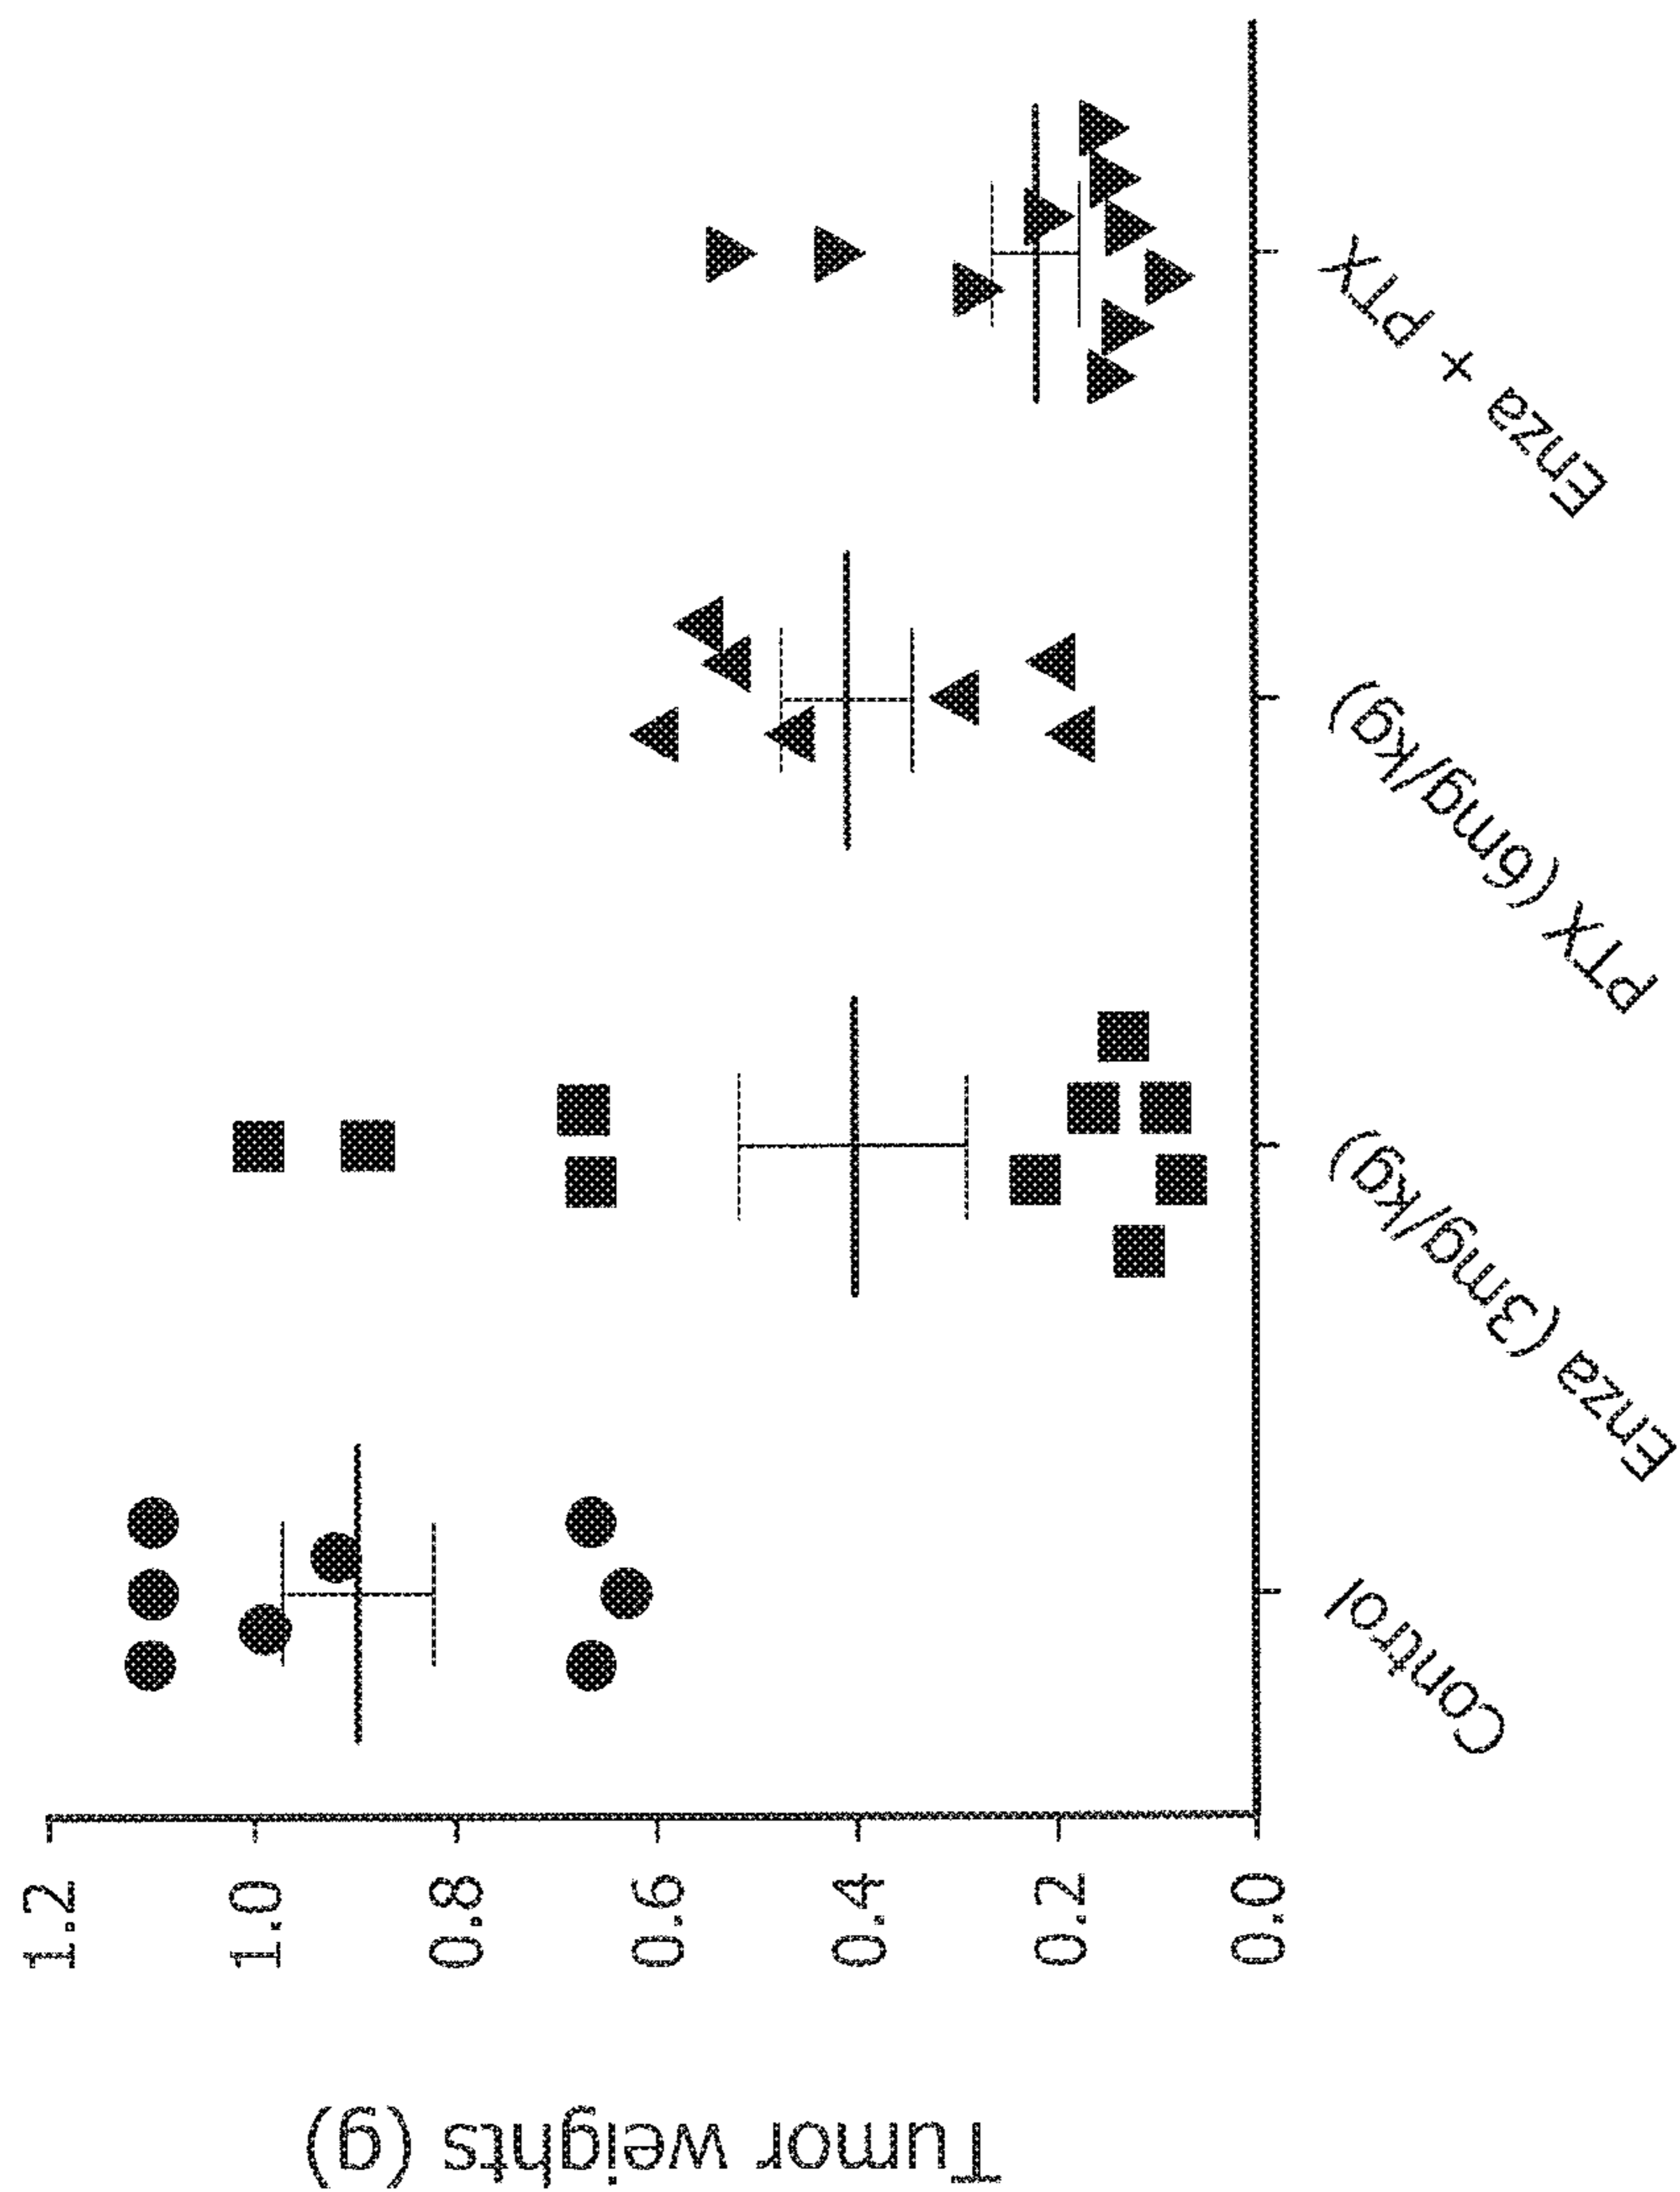 Tumor weights (g)
1.2
1.0
0.8
0.6
0.4
0.2
0.0
Control
Enza (3mg/kg)
PTX (6mg/kg)
Enza + PTX